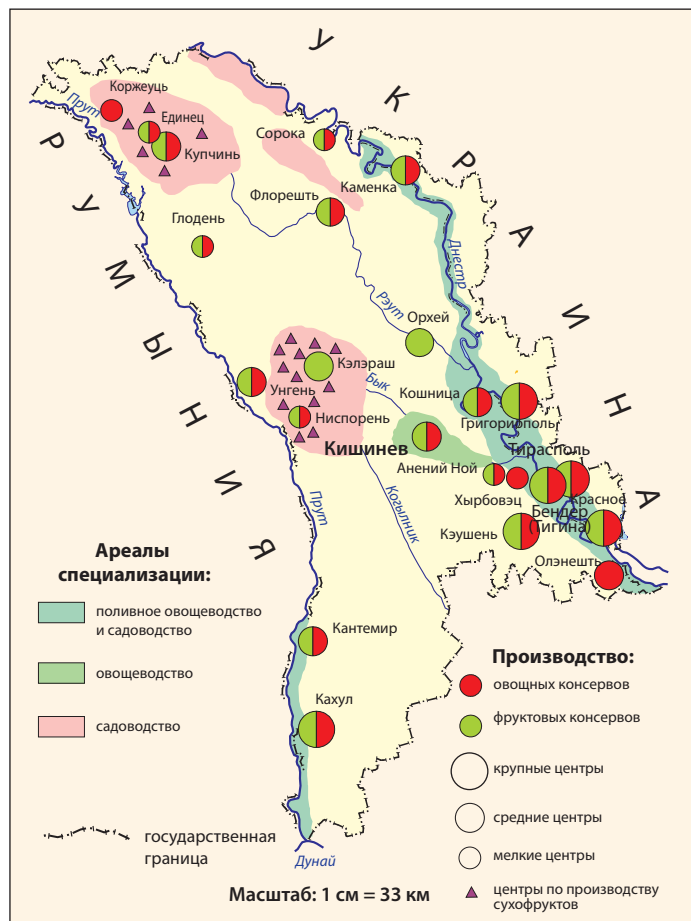 УКРАИНА
РУМЫНИЯ
Коржеуць
Прут
Единец
Купчинь
Сорока
Каменка
Флорешть
Глодень
Днестр
Рэут
Орхей
Кэлэраш
Бык
Кошница
Унгень
Григориополь
Ниспорень
Кишинев
Тирасполь
Анений Ной
Хырбовэц
Красное
Бендер
(Тигина)
Когылник
Прут
Кэушень
Олэнешть
Кантемир
Кахул
Дунай
Ареалы
специализации:
поливное овощеводство
и садоводство
овощеводство
садоводство
государственная
граница
Производство:
овощных консервов
фруктовых консервов
крупные центры
средние центры
мелкие центры
центры по производству
сухофруктов
Масштаб: 1 см = 33 км